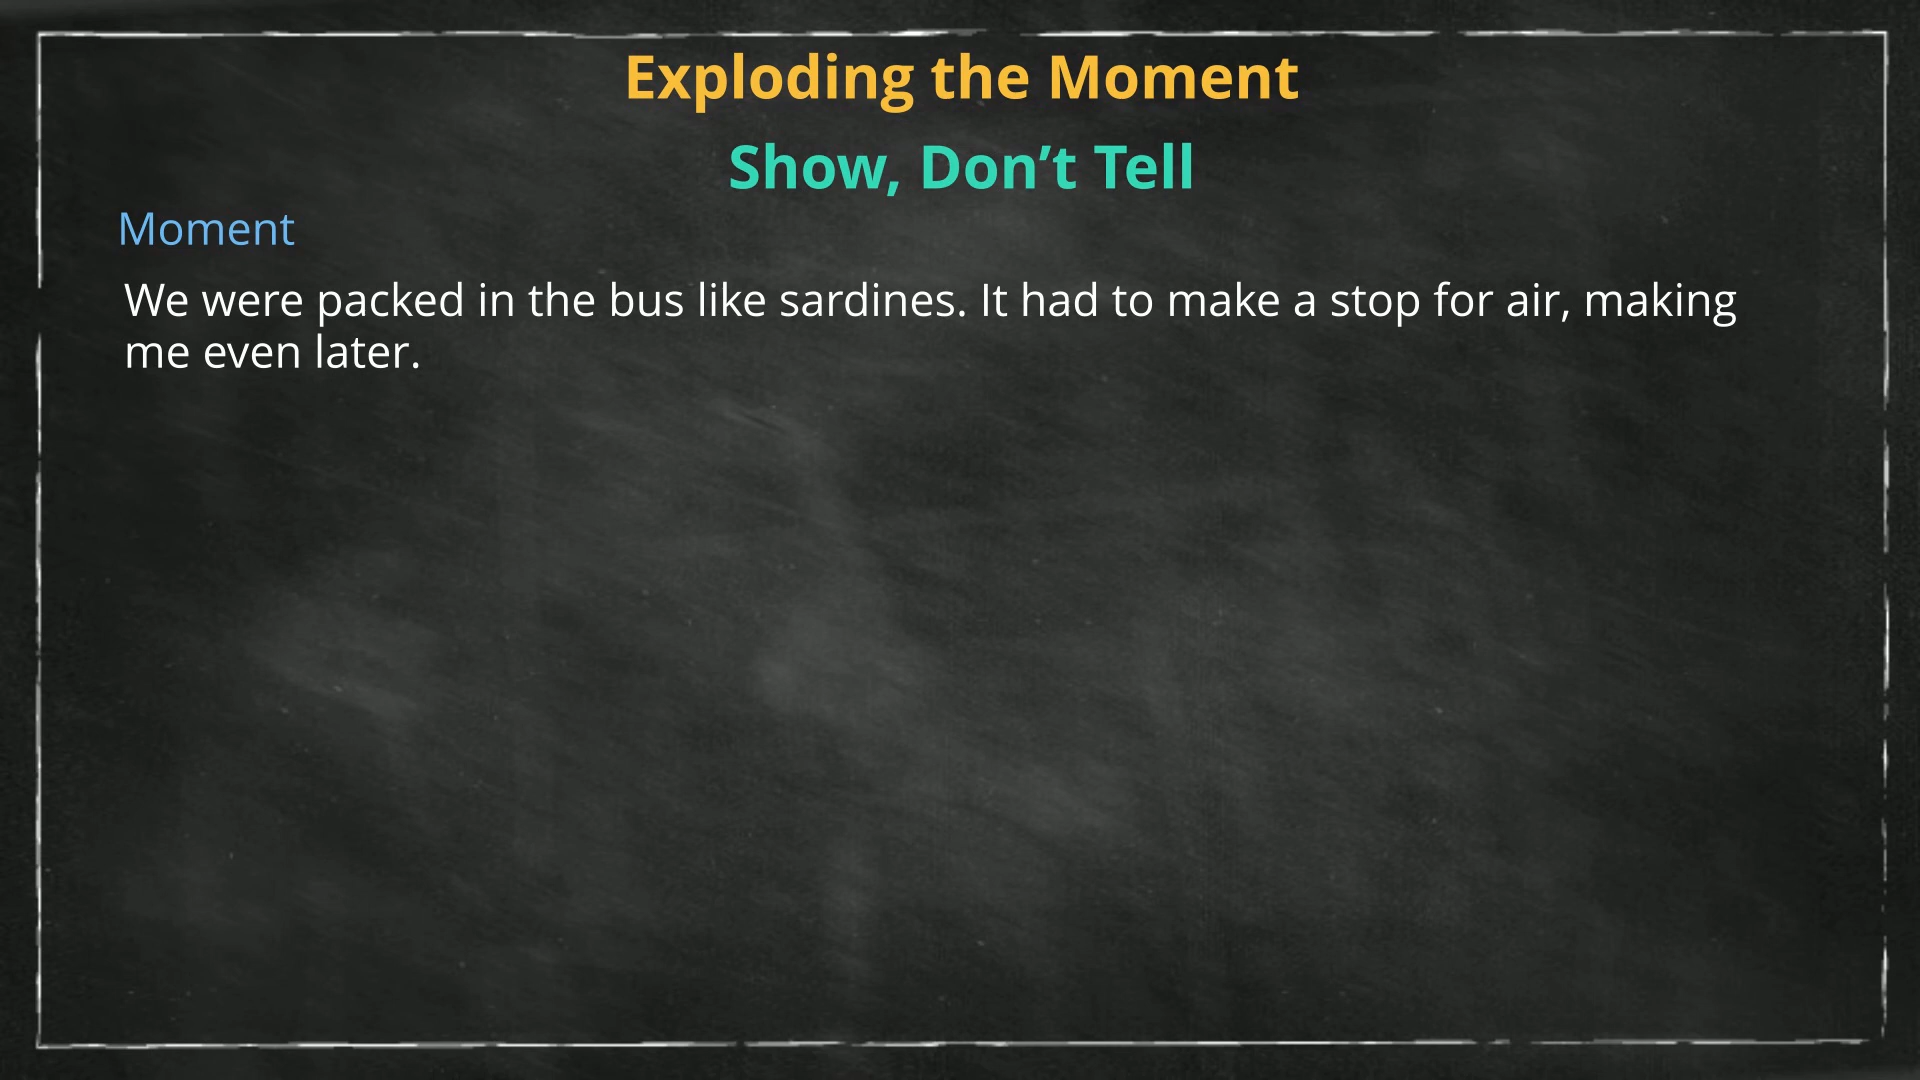 Exploding the Moment
Show, Don’t Tell
Moment
We were packed in the bus like sardines. It had to make a stop for air, making
me even later.